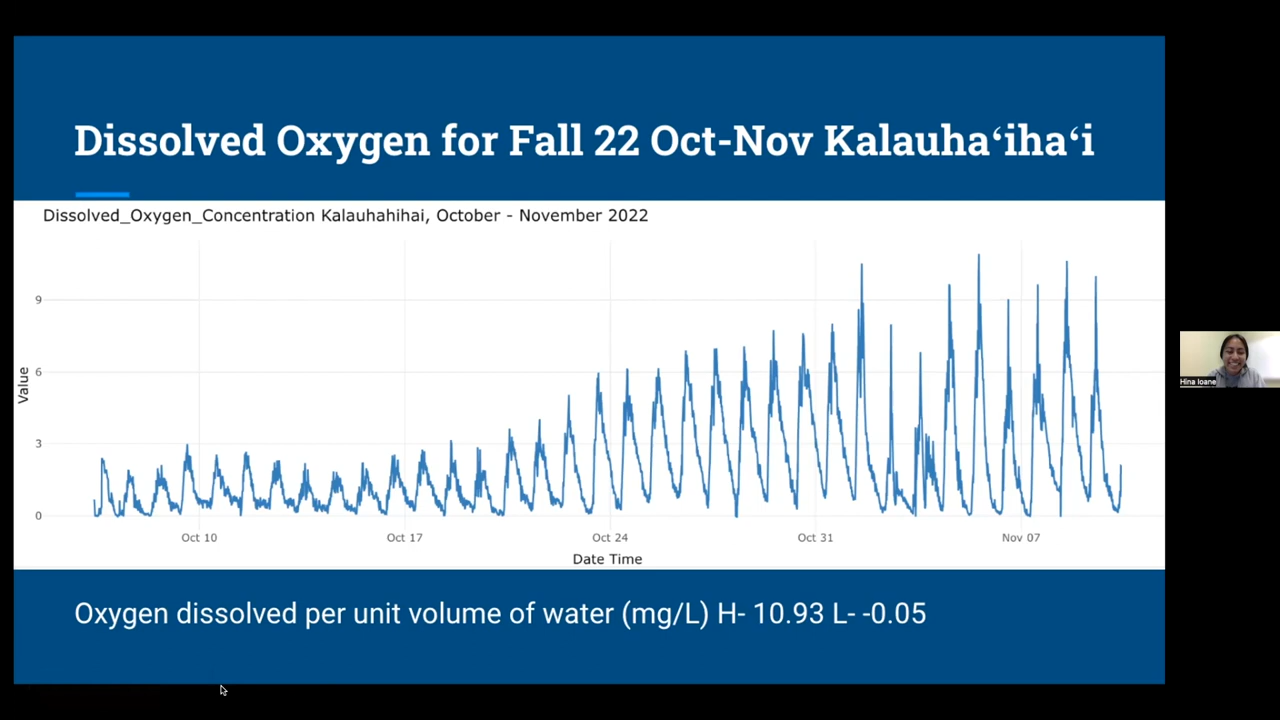 Dissolved Oxygen for Fall 22 Oct-Nov Kalauhaʻihaʻi
Dissolved_Oxygen_Concentration Kalauhahihai, October - November 2022
9
6
3
0
Value
Oct 10
Oct 17
Oct 24
Oct 31
Nov 07
Date Time
Oxygen dissolved per unit volume of water (mg/L) H- 10.93 L- -0.05
Hina Ioane